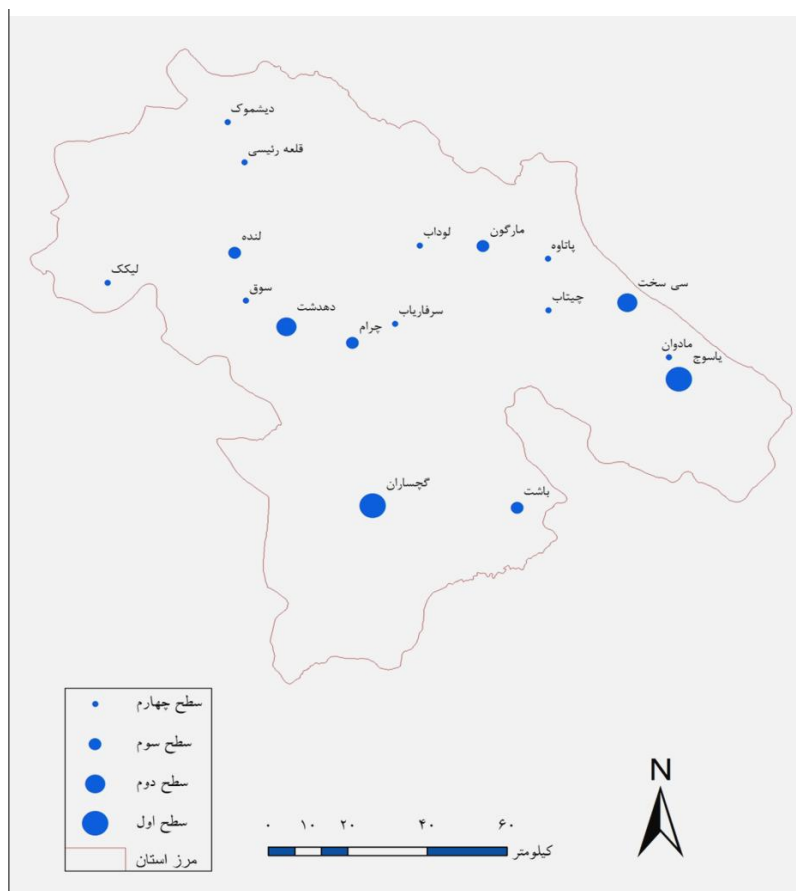 دیشموک
قلعه رئیسی
لوداب
مارگون
پاتاوه
لنده
لیکک
سوق
سی سخت
چیتاب
دهدشت
سرفاریاب
چرام
مادوان
یاسوج
گچساران
باشت
سطح چهارم
سطح سوم
سطح دوم
سطح اول
مرز استان
۰ ۱۰ ۲۰ ۴۰ ۶۰
کیلومتر
N